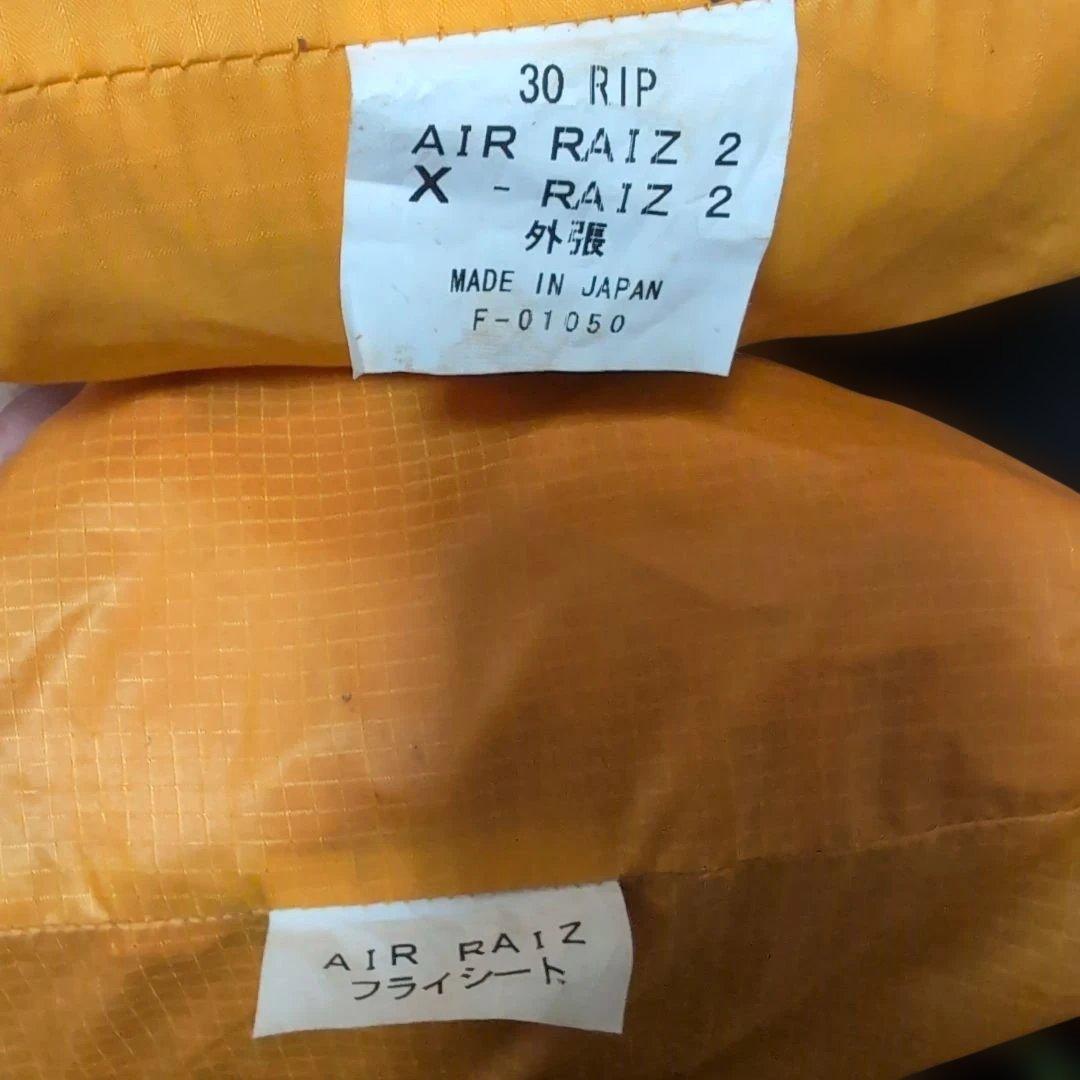 30 RIP
AIR RAIZ 2
X - RAIZ 2
外張
MADE IN JAPAN
F-01050
AIR RAIZ
フライシート